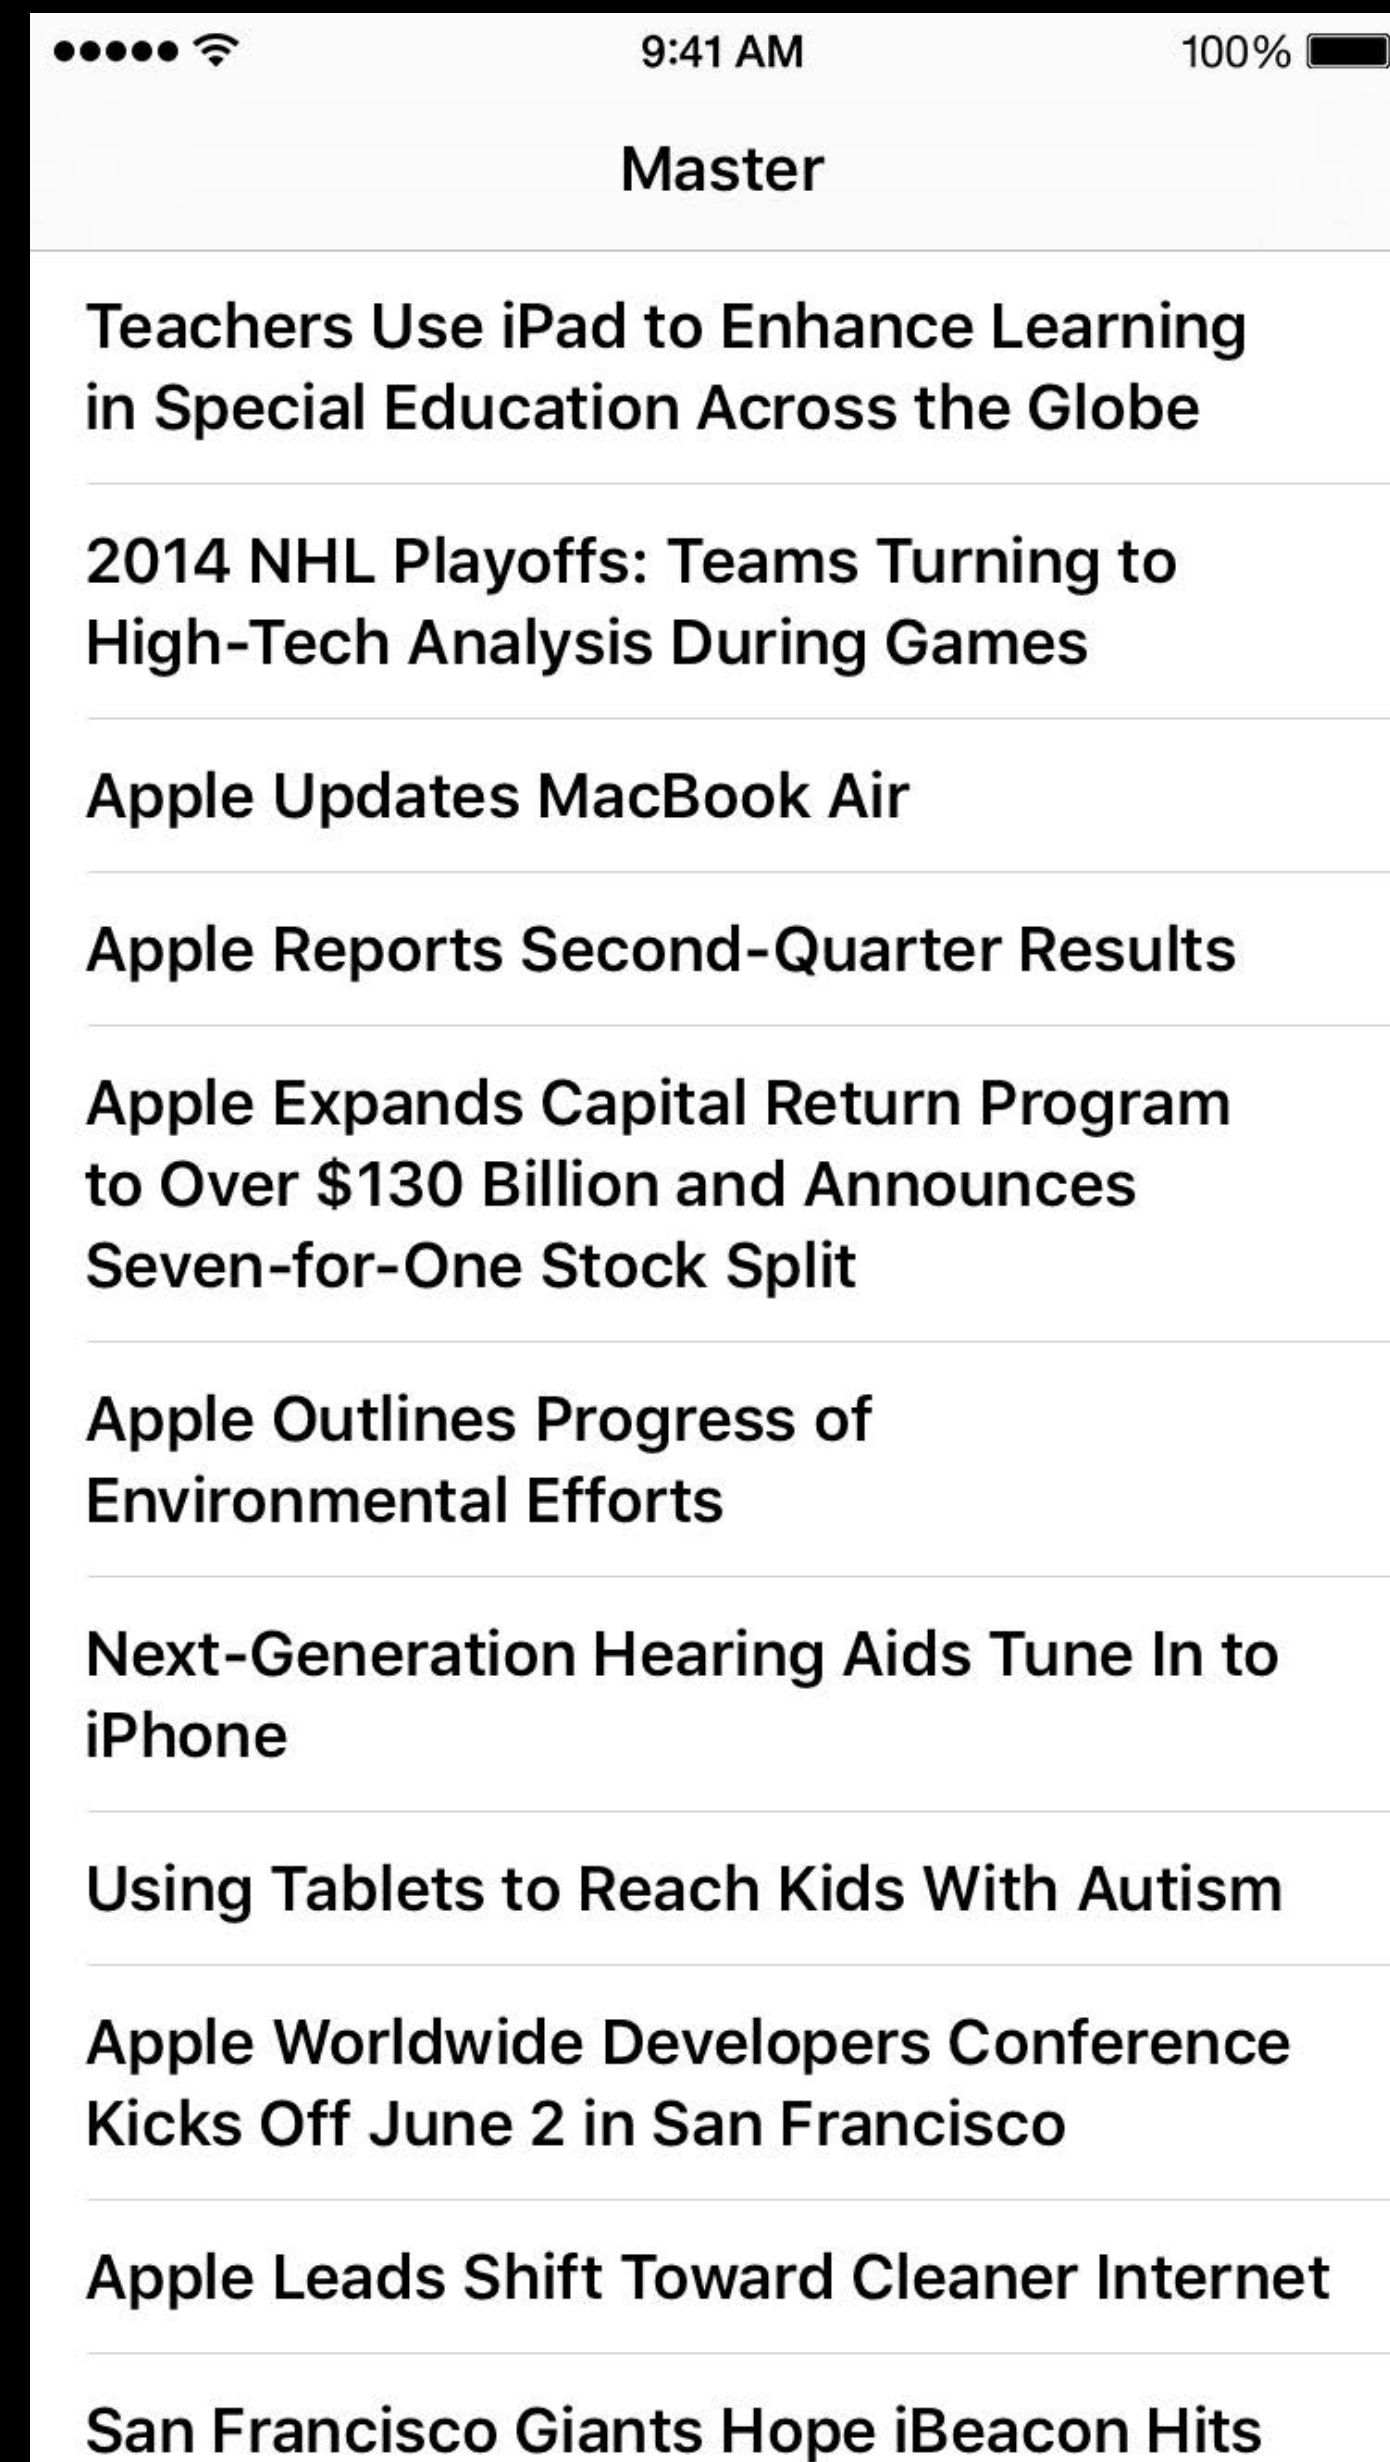 9:41 AM
100%
Master
Teachers Use iPad to Enhance Learning
in Special Education Across the Globe
2014 NHL Playoffs: Teams Turning to
High-Tech Analysis During Games
Apple Updates MacBook Air
Apple Reports Second-Quarter Results
Apple Expands Capital Return Program
to Over $130 Billion and Announces
Seven-for-One Stock Split
Apple Outlines Progress of
Environmental Efforts
Next-Generation Hearing Aids Tune In to
iPhone
Using Tablets to Reach Kids With Autism
Apple Worldwide Developers Conference
Kicks Off June 2 in San Francisco
Apple Leads Shift Toward Cleaner Internet
San Francisco Giants Hope iBeacon Hits